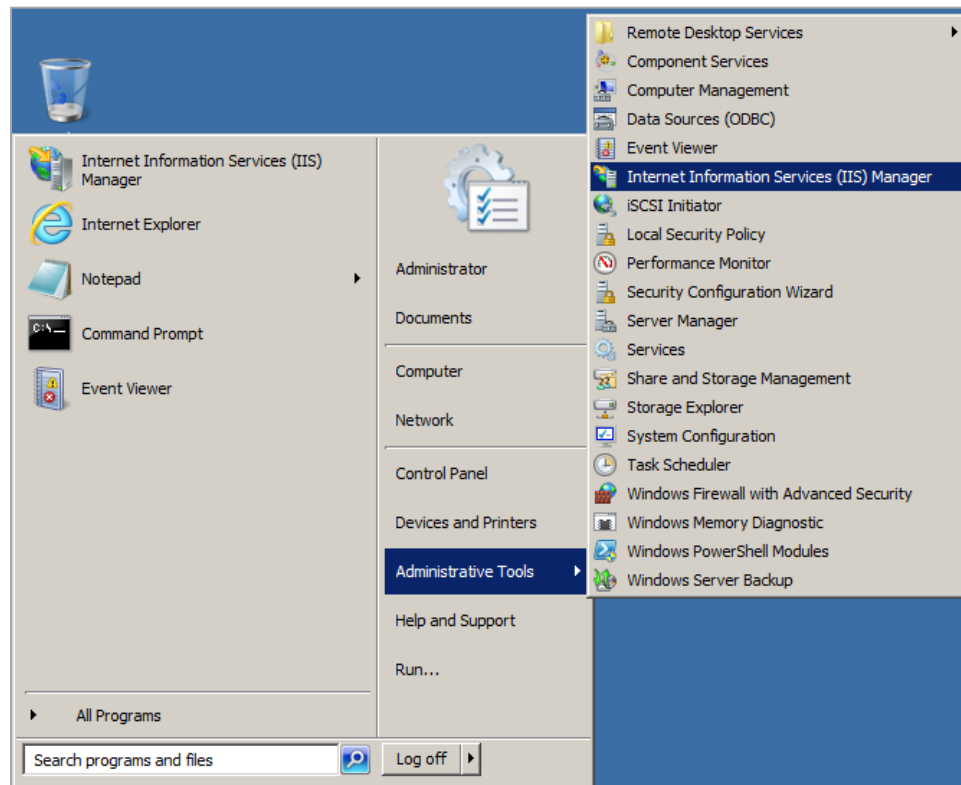 Internet Information Services (IIS)
Manager
Internet Explorer
Notepad
C:\
Command Prompt
Event Viewer
All Programs
Search programs and files
Administrator
Documents
Computer
Network
Control Panel
Devices and Printers
Administrative Tools
Help and Support
Run...
Log off
Remote Desktop Services
Component Services
Computer Management
Data Sources (ODBC)
Event Viewer
Internet Information Services (IIS) Manager
iSCSI Initiator
Local Security Policy
Performance Monitor
Security Configuration Wizard
Server Manager
Services
Share and Storage Management
Storage Explorer
System Configuration
Task Scheduler
Windows Firewall with Advanced Security
Windows Memory Diagnostic
Windows PowerShell Modules
Windows Server Backup